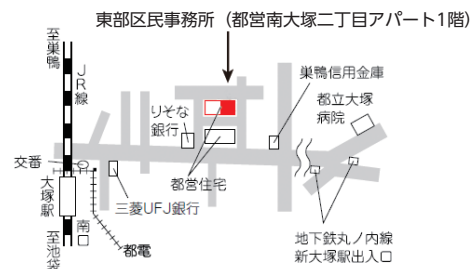 東部区民事務所（都営南大塚二丁目アパート1階）
至巣鴨
JR線
巣鴨信用金庫
りそな
銀行
都立大塚
病院
交番
都営住宅
大塚駅
南口
三菱UFJ銀行
地下鉄丸ノ内線
新大塚駅出入口
都電
至池袋